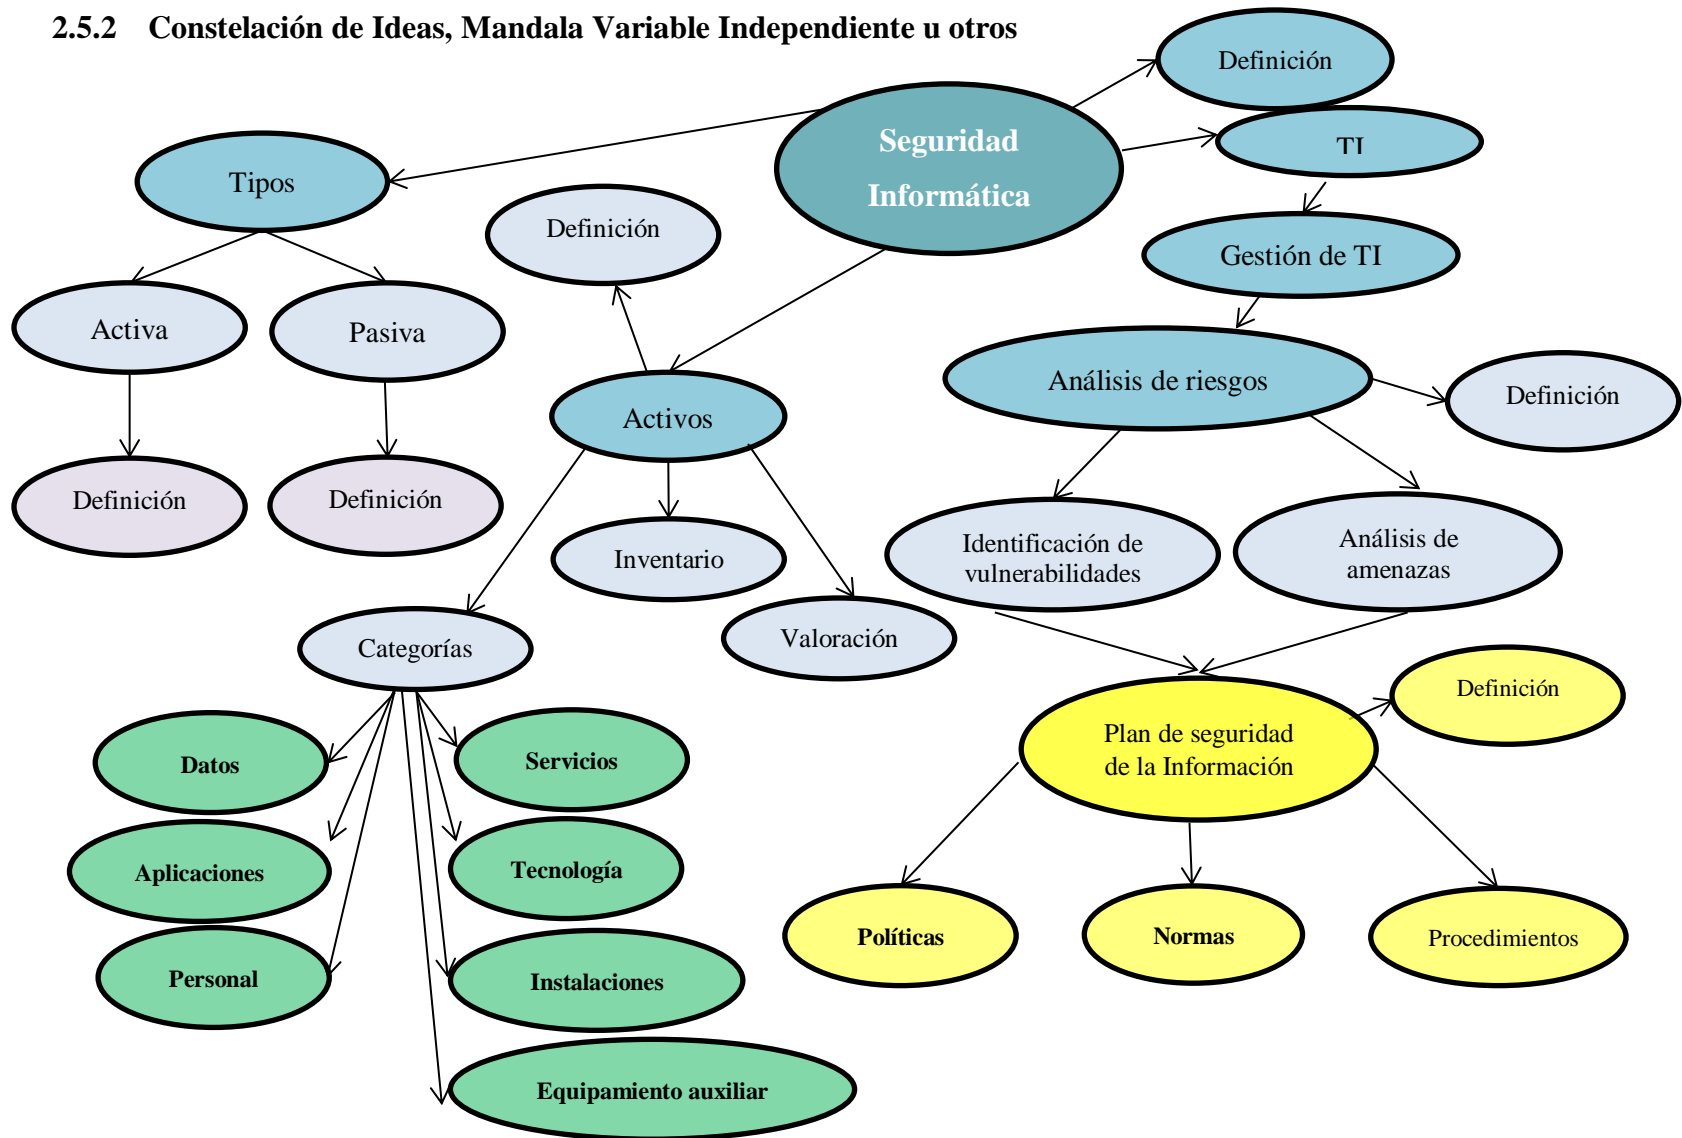 2.5.2 Constelación de Ideas, Mandala Variable Independiente u otros
Definición
Seguridad
Informática
TI
Tipos
Definición
Gestión de TI
Activa
Pasiva
Análisis de riesgos
Definición
Activos
Definición
Definición
Inventario
Identificación de
vulnerabilidades
Análisis de
amenazas
Categorías
Valoración
Definición
Plan de seguridad
de la Información
Datos
Servicios
Aplicaciones
Tecnología
Políticas
Normas
Procedimientos
Personal
Instalaciones
Equipamiento auxiliar